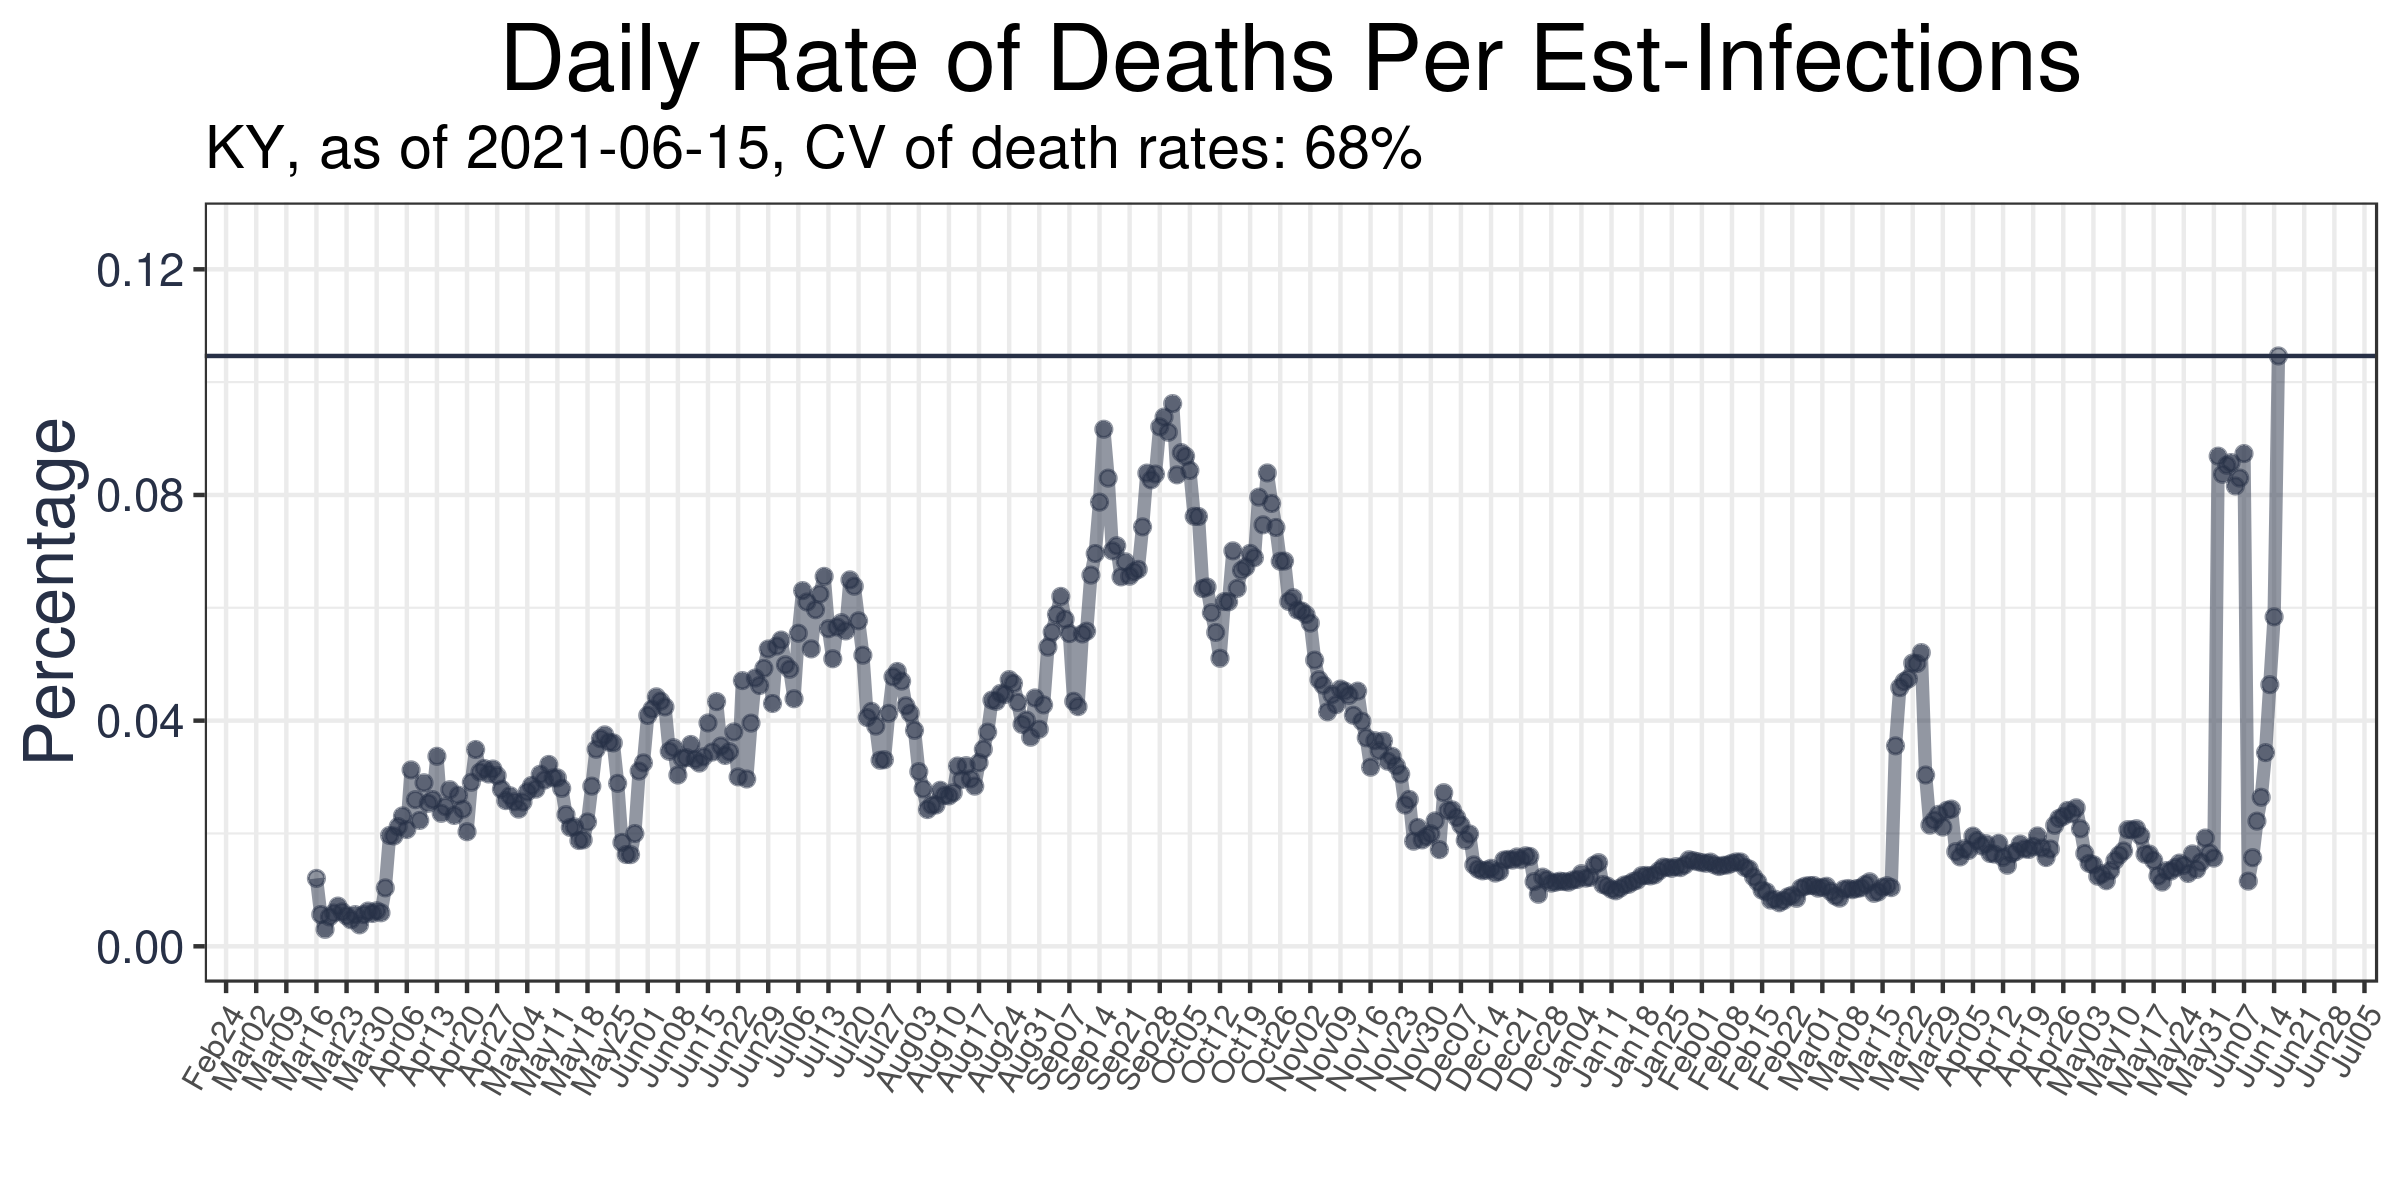 Daily Rate of Deaths Per Est-Infections
KY, as of 2021-06-15, CV of death rates: 68%
Percentage
0.12
0.08
0.04
0.00
Feb24
Mar02
Mar09
Mar16
Mar23
Mar30
Apr06
Apr13
Apr20
Apr27
May04
May11
May18
May25
Jun01
Jun08
Jun15
Jun22
Jun29
Jul06
Jul13
Jul20
Jul27
Aug03
Aug10
Aug17
Aug24
Aug31
Sep07
Sep14
Sep21
Sep28
Oct05
Oct12
Oct19
Oct26
Nov02
Nov09
Nov16
Nov23
Nov30
Dec07
Dec14
Dec21
Dec28
Jan04
Jan11
Jan18
Jan25
Feb01
Feb08
Feb15
Feb22
Mar01
Mar08
Mar15
Mar22
Mar29
Apr05
Apr12
Apr19
Apr26
May03
May10
May17
May24
May31
Jun07
Jun14
Jun21
Jun28
Jul05